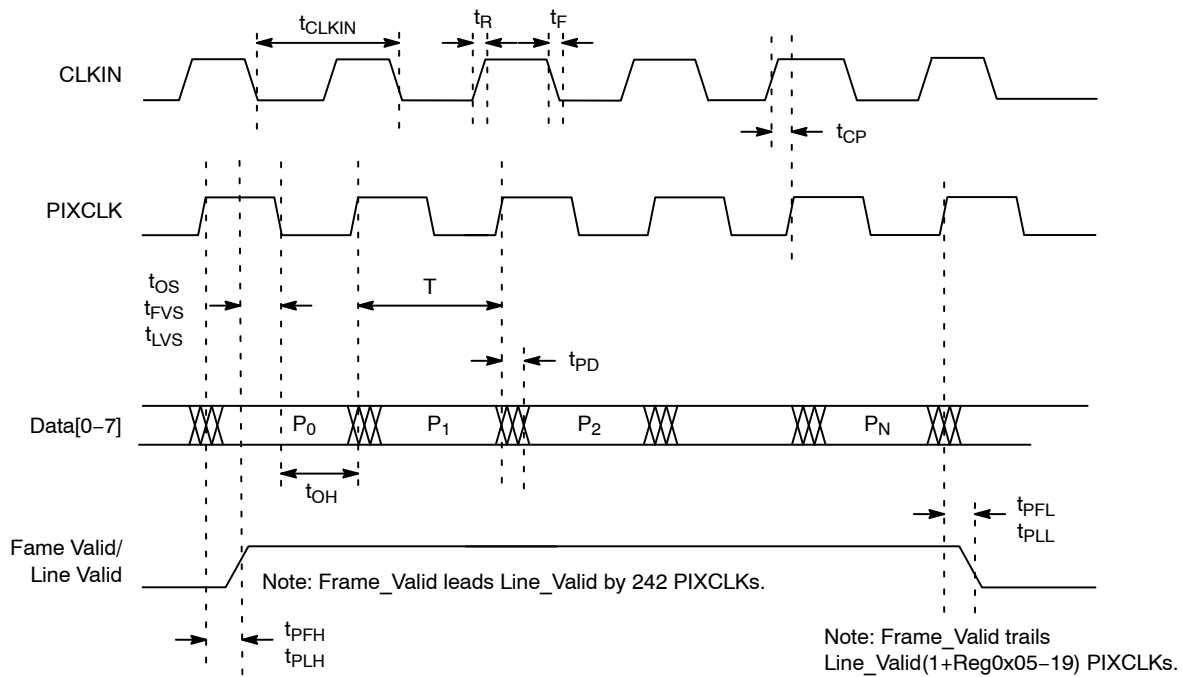 tCLKIN
tR
tF
CLKIN
tCP
PIXCLK
tOS
tFVS
tLVS
T
tPD
Data[0−7]
P0
P1
P2
PN
tOH
tPFL
tPLL
Fame Valid/
Line Valid
Note: Frame_Valid leads Line_Valid by 242 PIXCLKs.
tPFH
tPLH
Note: Frame_Valid trails
Line_Valid(1+Reg0x05−19) PIXCLKs.